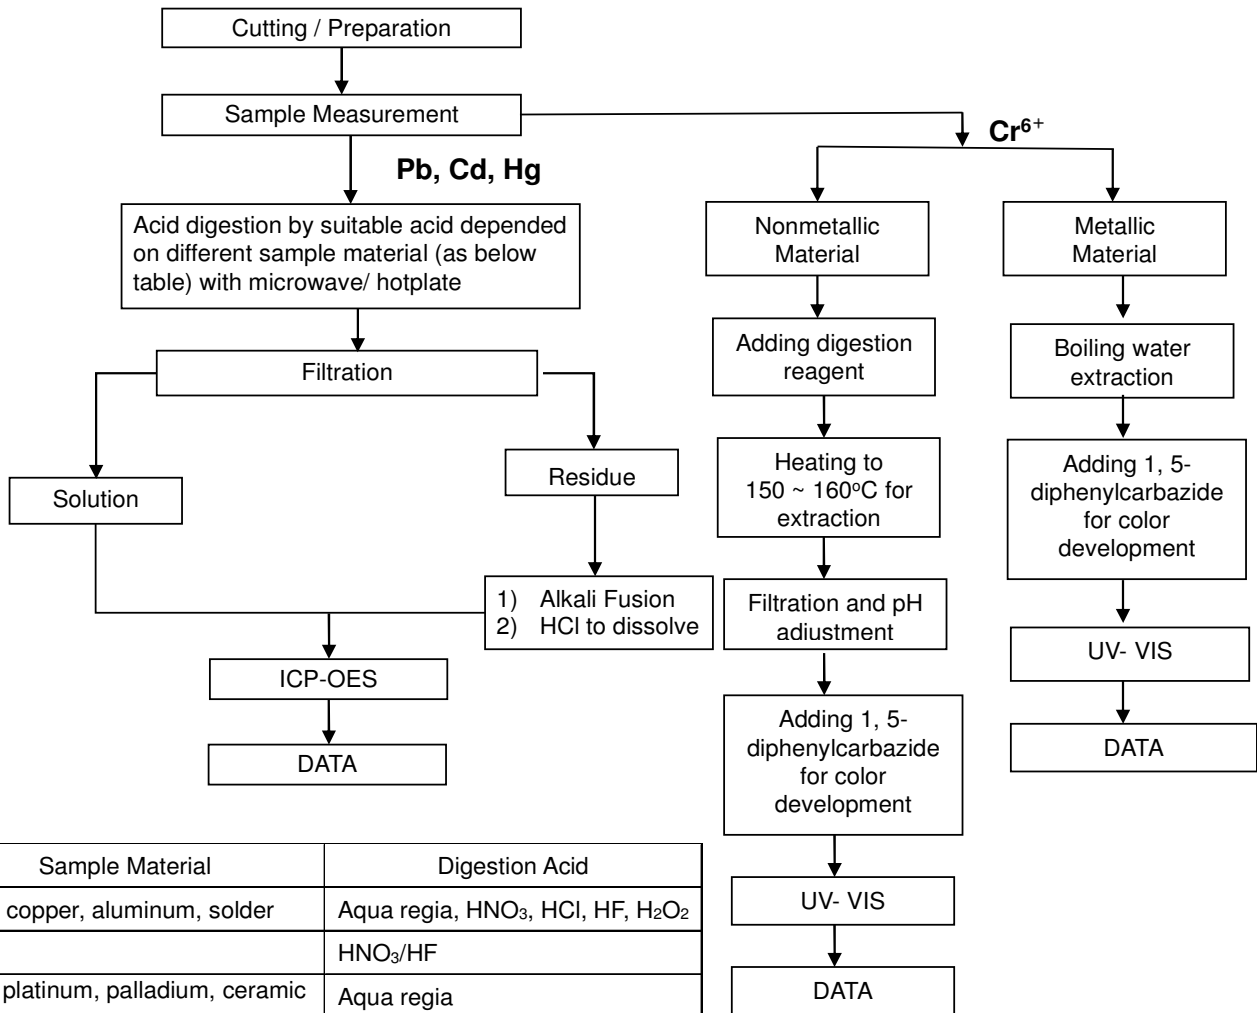 Cutting / Preparation
Sample Measurement
Cr⁶⁺
Pb, Cd, Hg
Acid digestion by suitable acid depended
on different sample material (as below
table) with microwave/ hotplate
Nonmetallic
Material
Metallic
Material
Filtration
Adding digestion
reagent
Boiling water
extraction
Solution
Residue
Heating to
150 ~ 160ºC for
extraction
Adding 1, 5-
diphenylcarbazide
for color
development
1) Alkali Fusion
2) HCl to dissolve
Filtration and pH
adjustment
ICP-OES
UV- VIS
DATA
Adding 1, 5-
diphenylcarbazide
for color
development
DATA
UV- VIS
DATA
Sample Material Digestion Acid
copper, aluminum, solder Aqua regia, HNO₃, HCl, HF, H₂O₂
HNO₃/HF
platinum, palladium, ceramic Aqua regia